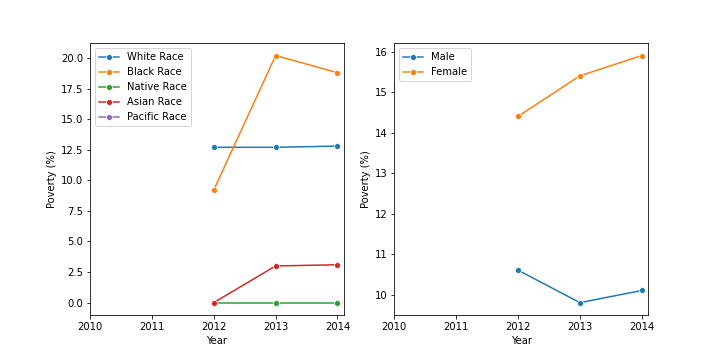 20.0
17.5
15.0
12.5
10.0
7.5
5.0
2.5
0.0
Poverty (%)
White Race
Black Race
Native Race
Asian Race
Pacific Race
2010 2011 2012 2013 2014
Year
16
15
14
13
12
11
10
Poverty (%)
Male
Female
2010 2011 2012 2013 2014
Year